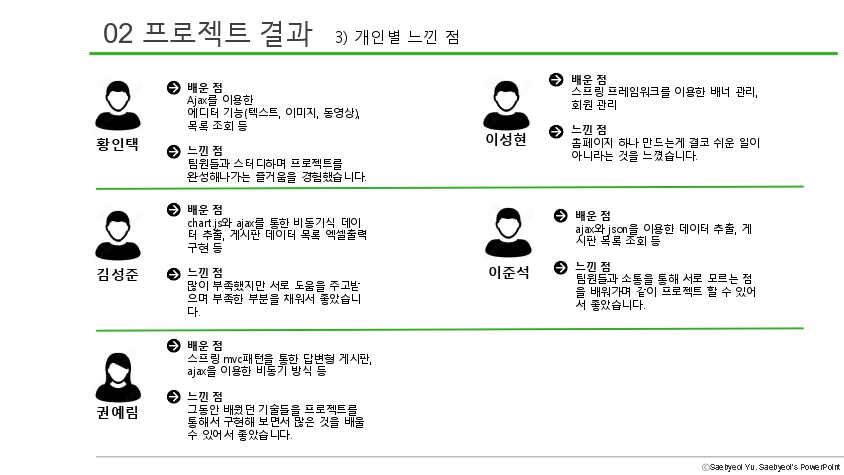 02 프로젝트 결과 3) 개인별 느낀 점
황인택
배운 점
Ajax를 이용한
에디터 기능(텍스트, 이미지, 동영상),
목록 조회 등
느낀 점
팀원들과 스터디하며 프로젝트를
완성해나가는 즐거움을 경험했습니다.
이성현
배운 점
스프링 프레임워크를 이용한 배너 관리,
회원 관리
느낀 점
홈페이지 하나 만드는게 결코 쉬운 일이
아니라는 것을 느꼈습니다.
김성준
배운 점
chart.js와 ajax를 통한 비동기식 데이
터 추출, 게시판 데이터 목록 엑셀출력
구현 등
느낀 점
많이 부족했지만 서로 도움을 주고받
으며 부족한 부분을 채워서 좋았습니
다.
이준석
배운 점
ajax와 json을 이용한 데이터 추출, 게
시판 목록 조회 등
느낀 점
팀원들과 소통을 통해 서로 모르는 점
을 배워가며 같이 프로젝트 할 수 있어
서 좋았습니다.
권예림
배운 점
스프링 mvc패턴을 통한 답변형 게시판,
ajax을 이용한 비동기 방식 등
느낀 점
그동안 배웠던 기술들을 프로젝트를
통해서 구현해 보면서 많은 것을 배울
수 있어서 좋았습니다.
ⓒSaebyeol Yu. Saebyeol's PowerPoint